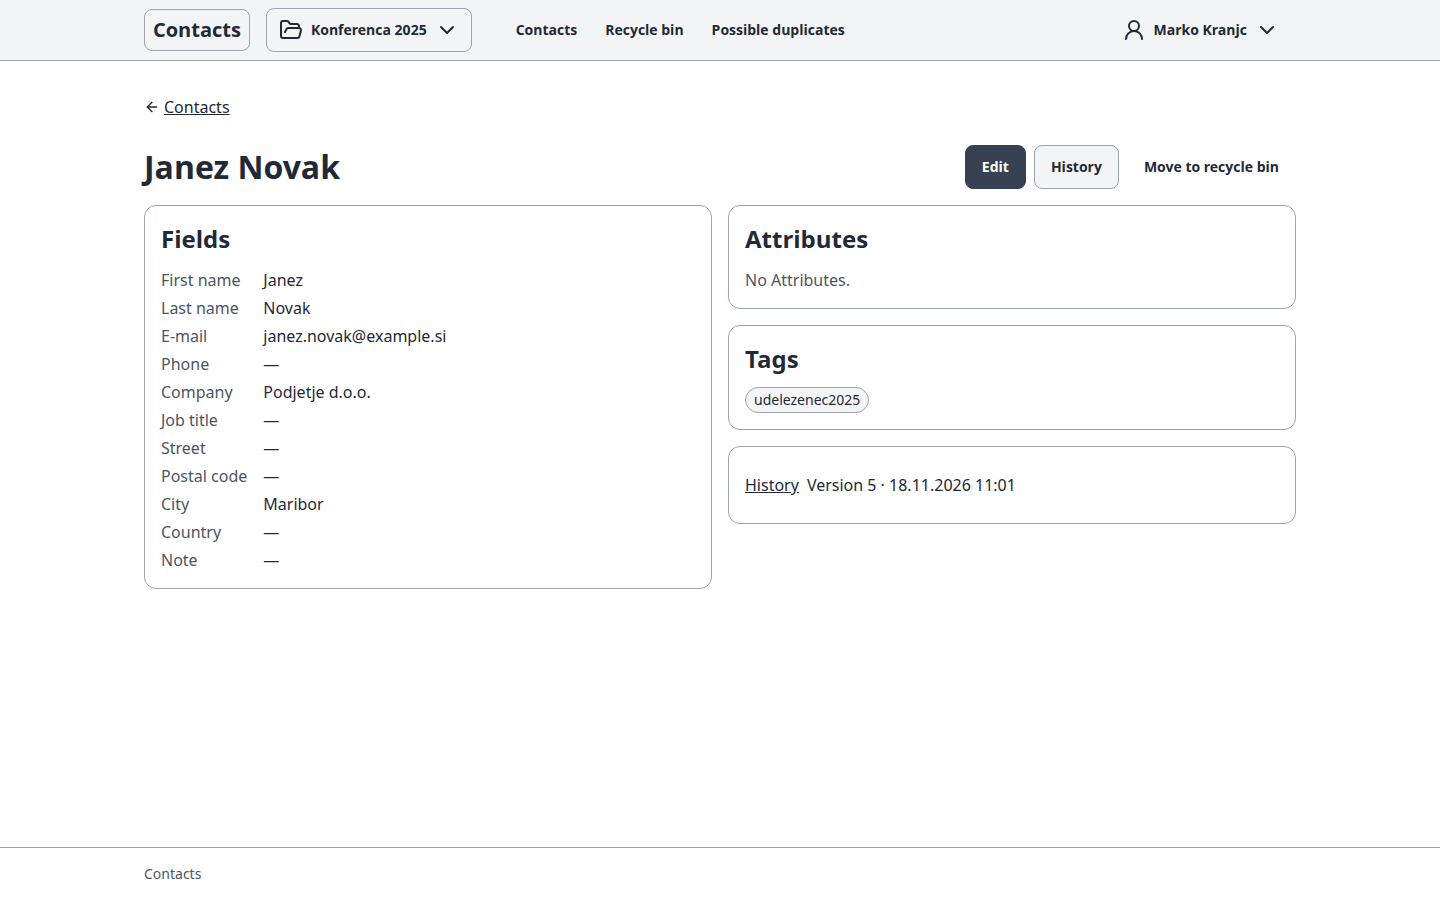 Contacts
Konferenca 2025
Contacts
Recycle bin
Possible duplicates
Marko Kranjc
← Contacts
Janez Novak
Edit
History
Move to recycle bin
Fields
First name Janez
Last name Novak
E-mail janez.novak@example.si
Phone —
Company Podjetje d.o.o.
Job title —
Street —
Postal code —
City Maribor
Country —
Note —
Attributes
No Attributes.
Tags
udelezenec2025
History Version 5 · 18.11.2026 11:01
Contacts